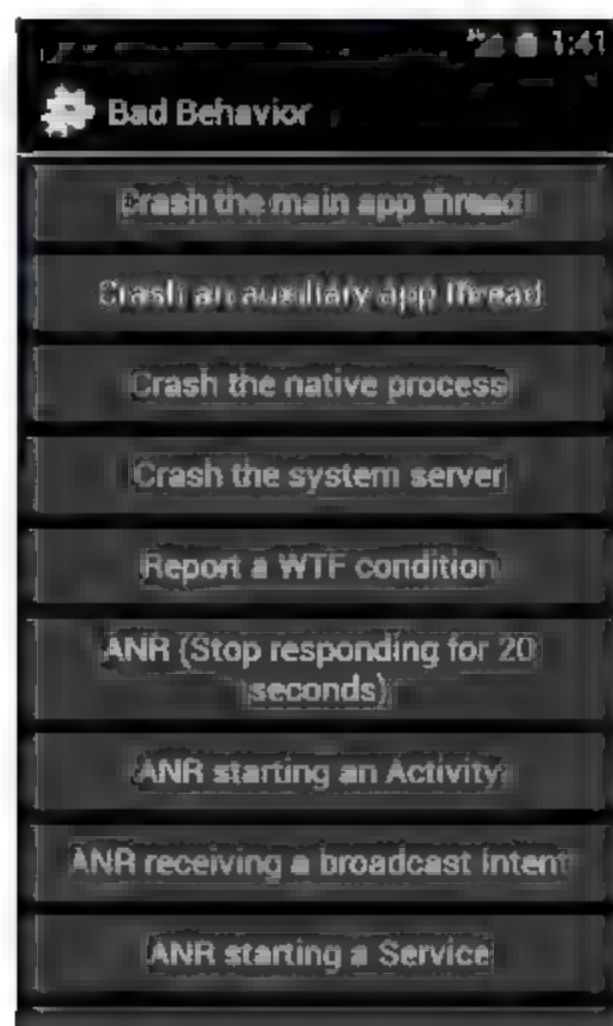 1:41
Bad Behavior
Crash the main app thread
Crash an auxiliary app thread
Crash the native process
Crash the system server
Report a WTF condition
ANR (Stop responding for 20
seconds)
ANR starting an Activity
ANR receiving a broadcast Intent
ANR starting a Service